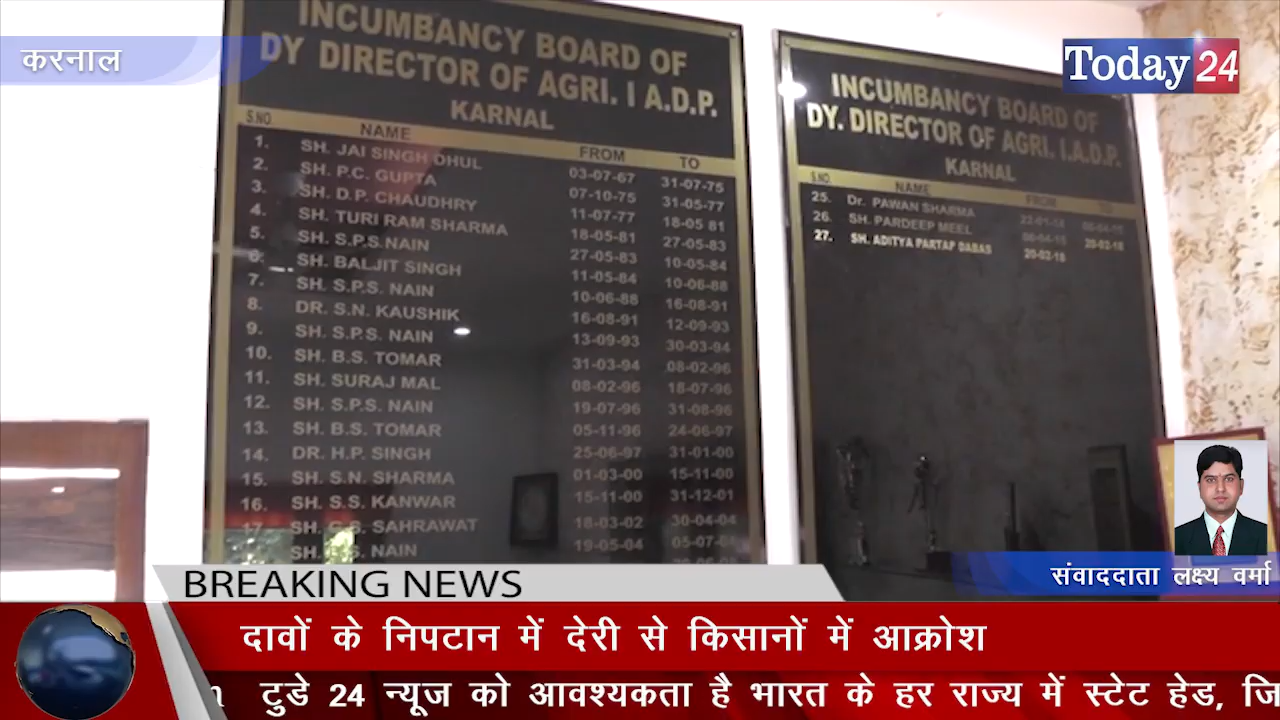 करनाल
Today 24
INCUMBANCY BOARD OF
DY DIRECTOR OF AGRI. I A.D.P.
KARNAL
S.NO NAME FROM TO
1. SH. JAI SINGH DHUL 03-07-67 31-07-75
2. SH. P.C. GUPTA 07-10-75 31-05-77
3. SH. D.P. CHAUDHRY 11-07-77 18-05 81
4. SH. TURI RAM SHARMA 18-05-81 27-05-83
5. SH. S.P.S.NAIN 27-05-83 10-05-84
6. SH. BALJIT SINGH 11-05-84 10-06-88
7. SH. S.P.S. NAIN 10-06-88 16-08-91
8. DR. S.N. KAUSHIK 16-08-91 12-09-93
9. SH. S.P.S. NAIN 13-09-93 30-03-94
10. SH. B.S. TOMAR 31-03-94 08-02-96
11. SH. SURAJ MAL 08-02-96 18-07-96
12. SH. S.P.S. NAIN 19-07-96 31-08-96
13. SH. B.S. TOMAR 05-11-96 24-06-97
14. DR. H.P. SINGH 25-06-97 31-01-00
15. SH. S.N. SHARMA 01-03-00 15-11-00
16. SH. S.S. KANWAR 15-11-00 31-12-01
17. SH. SAHRAWAT 18-03-02 30-04-04
SH. NAIN 19-05-04
INCUMBANCY BOARD OF
DY. DIRECTOR OF AGRI. I.A.D.P.
KARNAL
S.NO. NAME FROM TO
25. Dr. PAWAN SHARMA
26. SH. PARDEEP MEEL 20-02-18
27. SH. ADITYA PARTAP DABAS 20-02-18
संवाददाता लक्ष्य वर्मा
BREAKING NEWS
दावों के निपटान में देरी से किसानों में आक्रोश
टुडे 24 न्यूज को आवश्यकता है भारत के हर राज्य में स्टेट हेड, जि